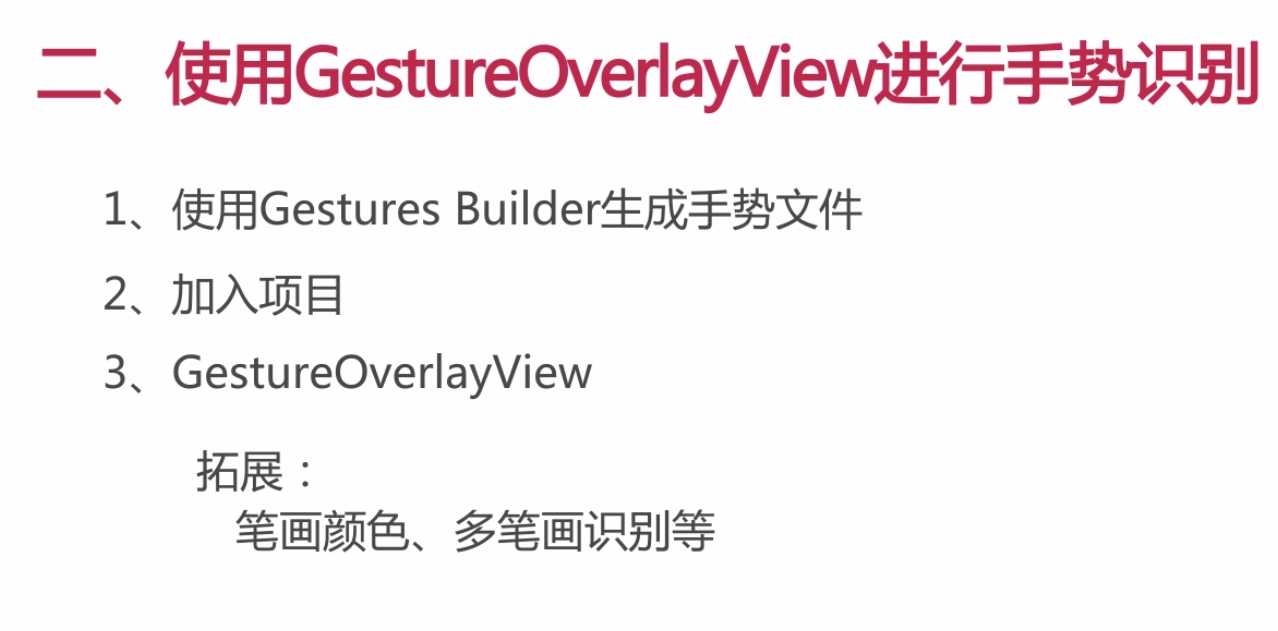 二、使用GestureOverlayView进行手势识别
1、使用Gestures Builder生成手势文件
2、加入项目
3、GestureOverlayView
拓展：
笔画颜色、多笔画识别等